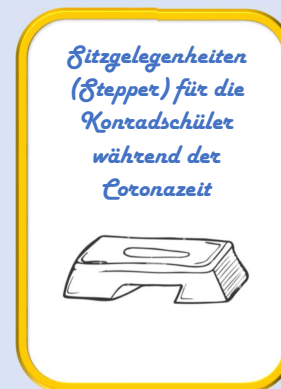 Sitzgelegenheiten
(Stepper) für die
Konradschüler
während der
Coronazeit